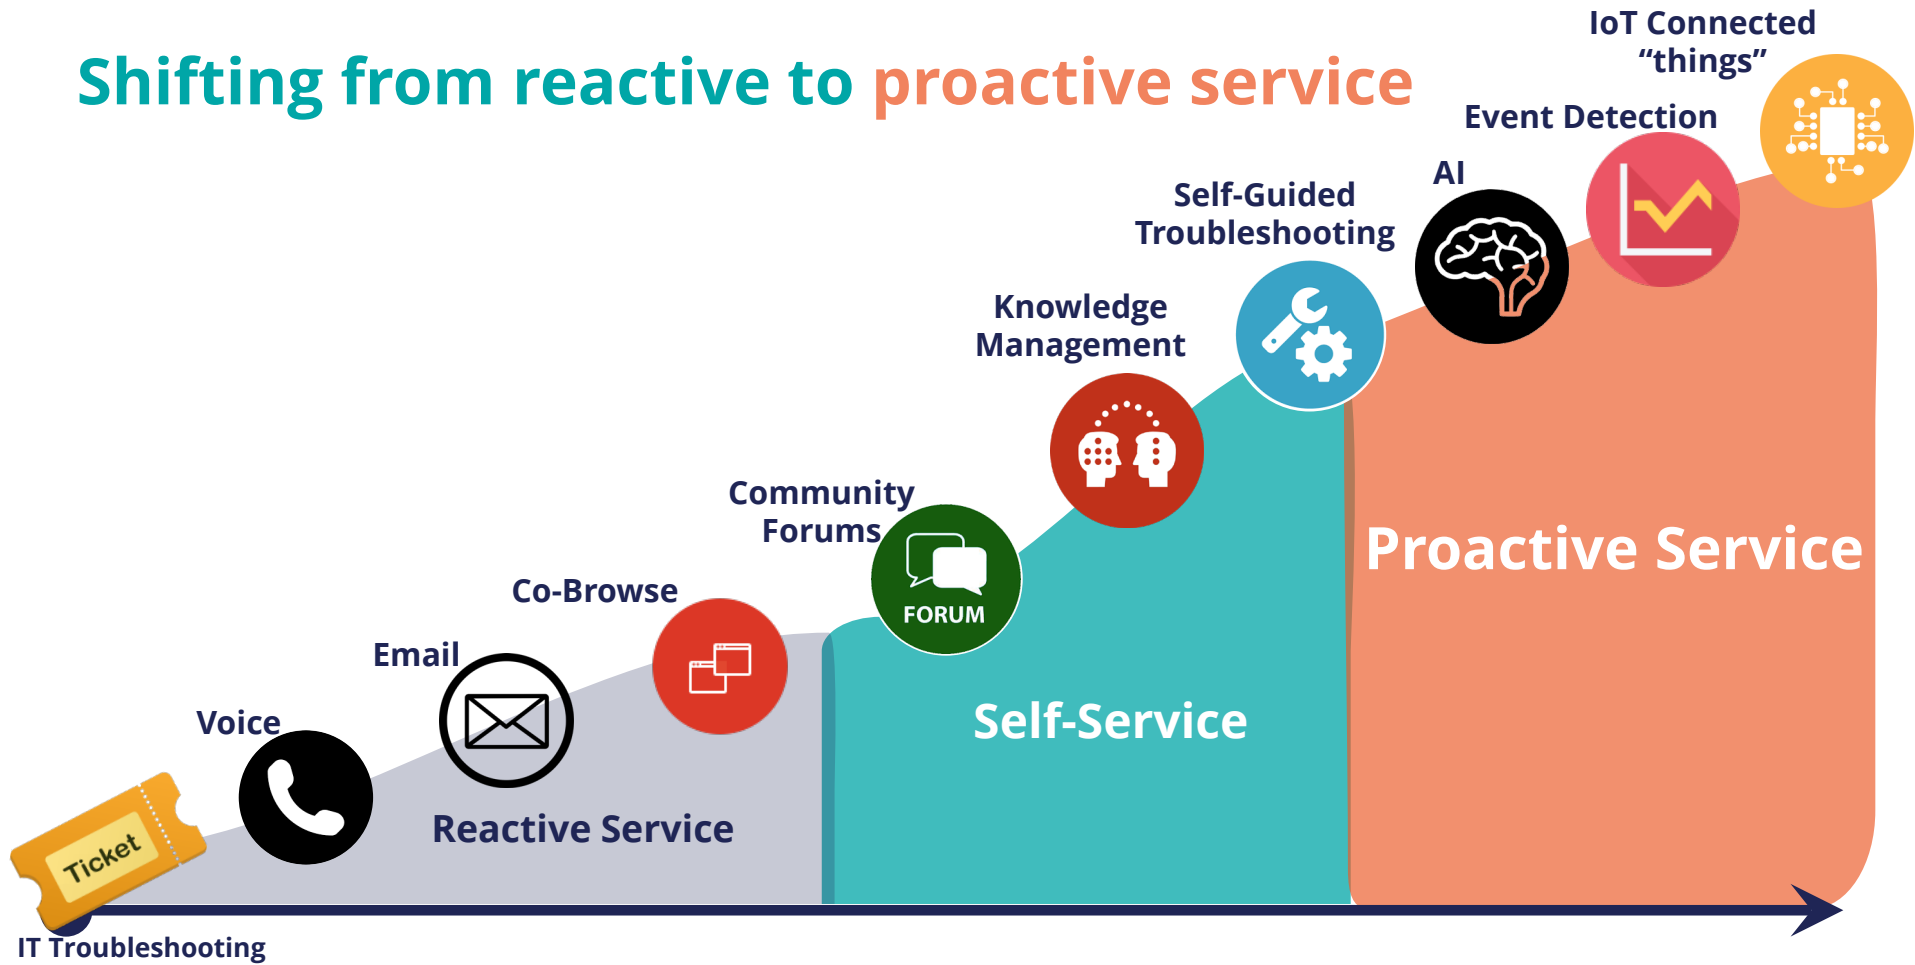 Shifting from reactive to proactive service
IoT Connected
“things”
Event Detection
AI
Self-Guided
Troubleshooting
Knowledge
Management
Community
Forums
FORUM
Co-Browse
Email
Voice
Ticket
IT Troubleshooting
Reactive Service
Self-Service
Proactive Service